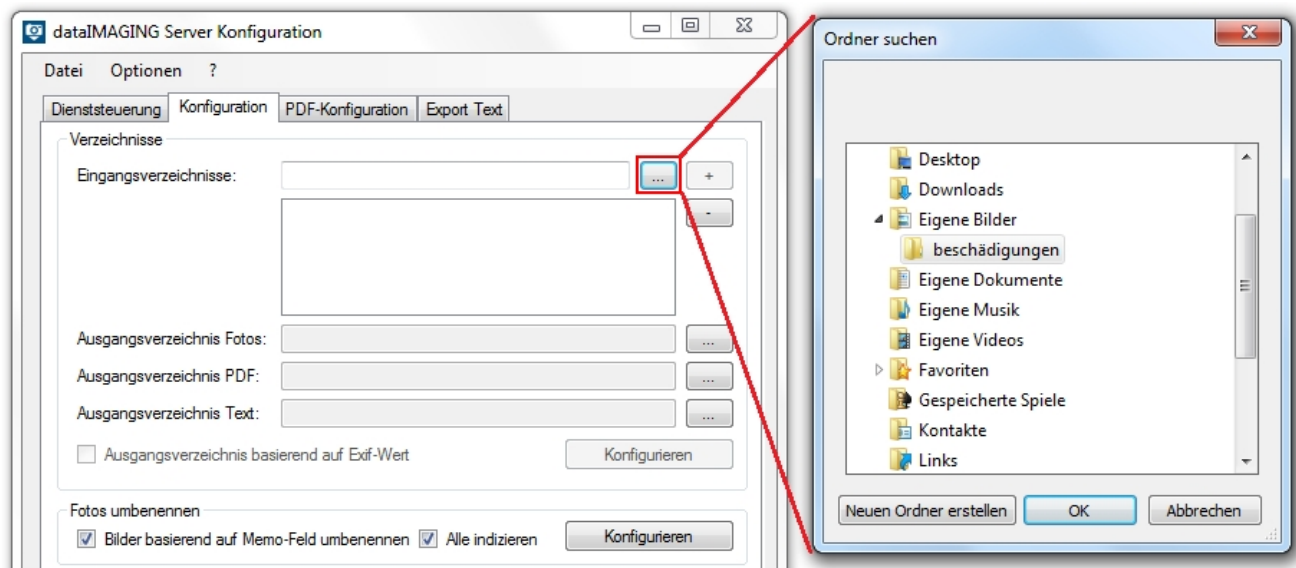 dataIMAGING Server Konfiguration
Datei Optionen ?
Dienststeuerung Konfiguration PDF-Konfiguration Export Text
Verzeichnisse
Eingangsverzeichnisse: ... +
-
Ausgangsverzeichnis Fotos: ...
Ausgangsverzeichnis PDF: ...
Ausgangsverzeichnis Text: ...
Ausgangsverzeichnis basierend auf Exif-Wert Konfigurieren
Fotos umbenennen
Bilder basierend auf Memo-Feld umbenennen Alle indizieren Konfigurieren
Ordner suchen
Desktop
Downloads
Eigene Bilder
beschädigungen
Eigene Dokumente
Eigene Musik
Eigene Videos
Favoriten
Gespeicherte Spiele
Kontakte
Links
Neuen Ordner erstellen OK Abbrechen